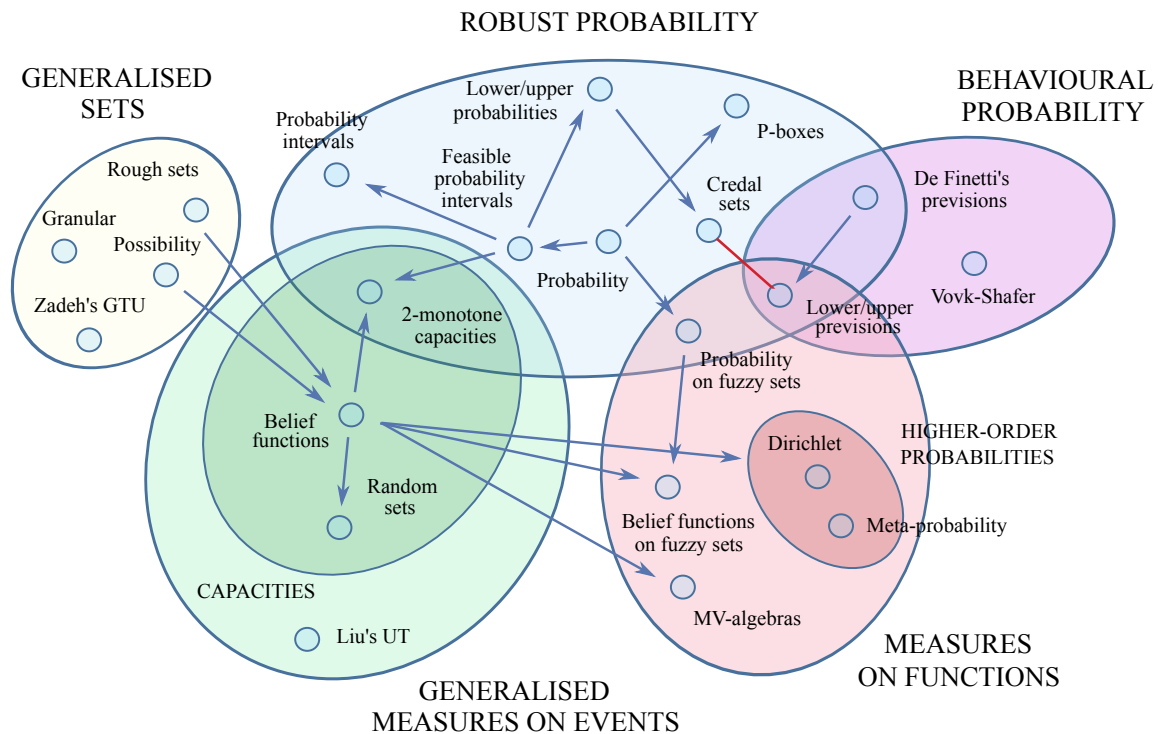 ROBUST PROBABILITY
GENERALISED
SETS
BEHAVIOURAL
PROBABILITY
Lower/upper
probabilities
Probability
intervals
P-boxes
Feasible
probability
intervals
Credal
sets
Rough sets
De Finetti's
previsions
Granular
Possibility
Probability
Zadeh's GTU
Vovk-Shafer
Lower/upper
previsions
2-monotone
capacities
Probability
on fuzzy sets
Belief
functions
Dirichlet
HIGHER-ORDER
PROBABILITIES
Random
sets
Belief functions
on fuzzy sets
Meta-probability
CAPACITIES
MV-algebras
Liu's UT
MEASURES
ON FUNCTIONS
GENERALISED
MEASURES ON EVENTS